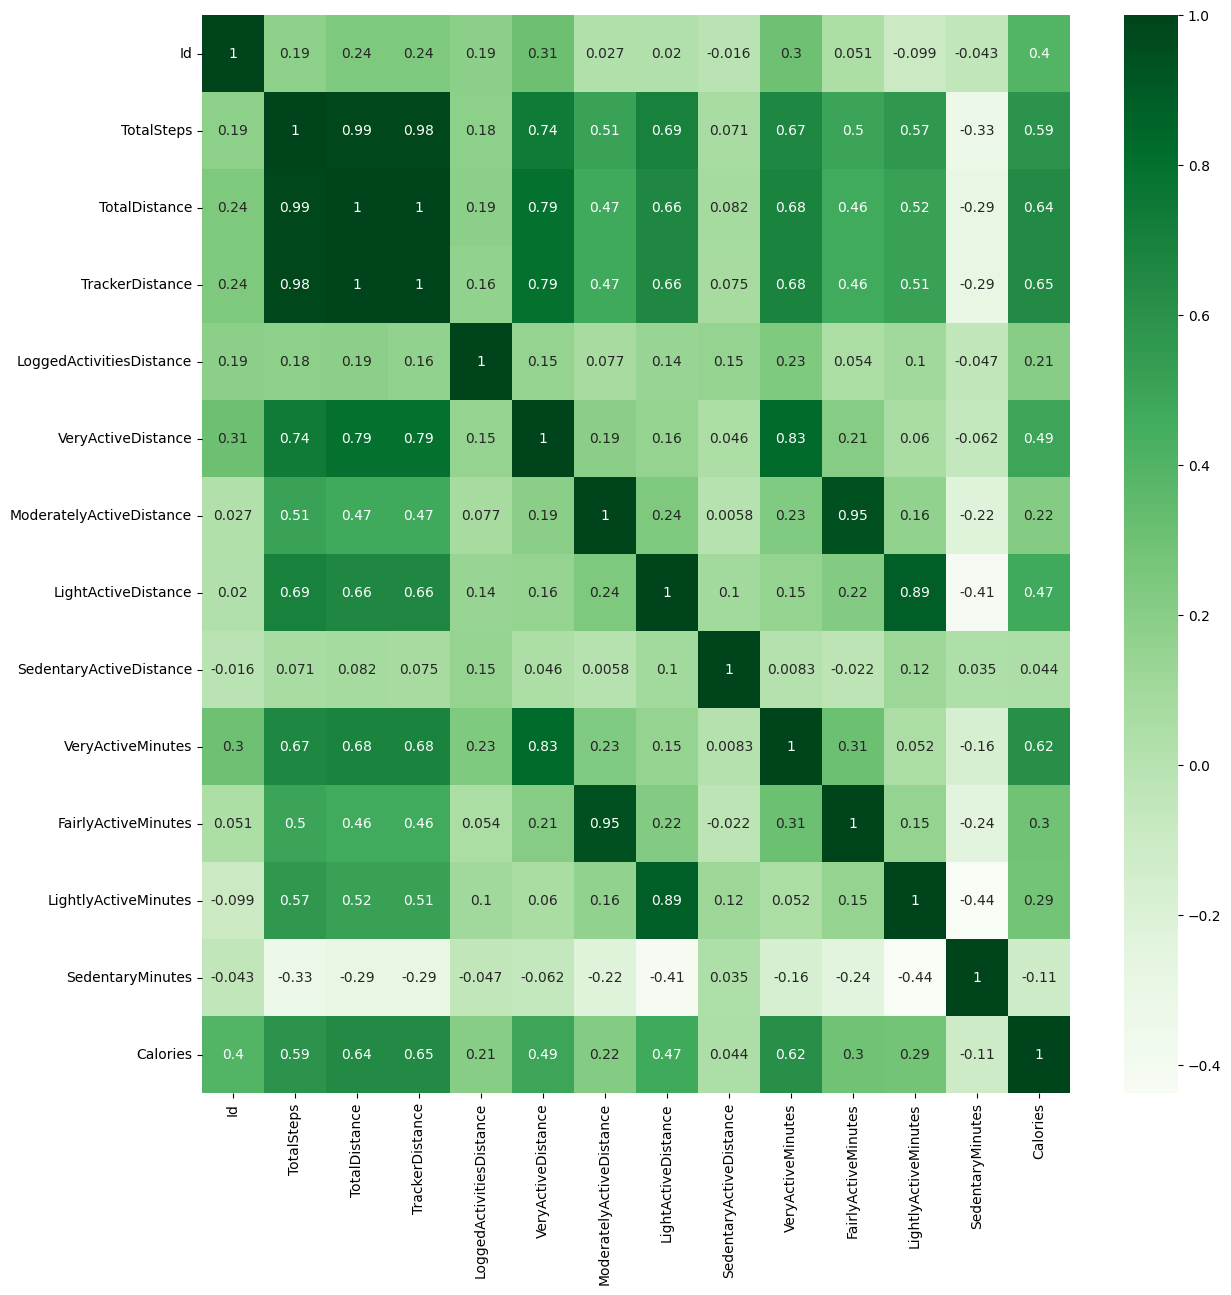 Id 1 0.19 0.24 0.24 0.19 0.31 0.027 0.02 -0.016 0.3 0.051 -0.099 -0.043 0.4
TotalSteps 0.19 1 0.99 0.98 0.18 0.74 0.51 0.69 0.071 0.67 0.5 0.57 -0.33 0.59
TotalDistance 0.24 0.99 1 1 0.19 0.79 0.47 0.66 0.082 0.68 0.46 0.52 -0.29 0.64
TrackerDistance 0.24 0.98 1 1 0.16 0.79 0.47 0.66 0.075 0.68 0.46 0.51 -0.29 0.65
LoggedActivitiesDistance 0.19 0.18 0.19 0.16 1 0.15 0.077 0.14 0.15 0.23 0.054 0.1 -0.047 0.21
VeryActiveDistance 0.31 0.74 0.79 0.79 0.15 1 0.19 0.16 0.046 0.83 0.21 0.06 -0.062 0.49
ModeratelyActiveDistance 0.027 0.51 0.47 0.47 0.077 0.19 1 0.24 0.0058 0.23 0.95 0.16 -0.22 0.22
LightActiveDistance 0.02 0.69 0.66 0.66 0.14 0.16 0.24 1 0.1 0.15 0.22 0.89 -0.41 0.47
SedentaryActiveDistance -0.016 0.071 0.082 0.075 0.15 0.046 0.0058 0.1 1 0.0083 -0.022 0.12 0.035 0.044
VeryActiveMinutes 0.3 0.67 0.68 0.68 0.23 0.83 0.23 0.15 0.0083 1 0.31 0.052 -0.16 0.62
FairlyActiveMinutes 0.051 0.5 0.46 0.46 0.054 0.21 0.95 0.22 -0.022 0.31 1 0.15 -0.24 0.3
LightlyActiveMinutes -0.099 0.57 0.52 0.51 0.1 0.06 0.16 0.89 0.12 0.052 0.15 1 -0.44 0.29
SedentaryMinutes -0.043 -0.33 -0.29 -0.29 -0.047 -0.062 -0.22 -0.41 0.035 -0.16 -0.24 -0.44 1 -0.11
Calories 0.4 0.59 0.64 0.65 0.21 0.49 0.22 0.47 0.044 0.62 0.3 0.29 -0.11 1
Id
TotalSteps
TotalDistance
TrackerDistance
LoggedActivitiesDistance
VeryActiveDistance
ModeratelyActiveDistance
LightActiveDistance
SedentaryActiveDistance
VeryActiveMinutes
FairlyActiveMinutes
LightlyActiveMinutes
SedentaryMinutes
Calories
1.0
0.8
0.6
0.4
0.2
0.0
−0.2
−0.4